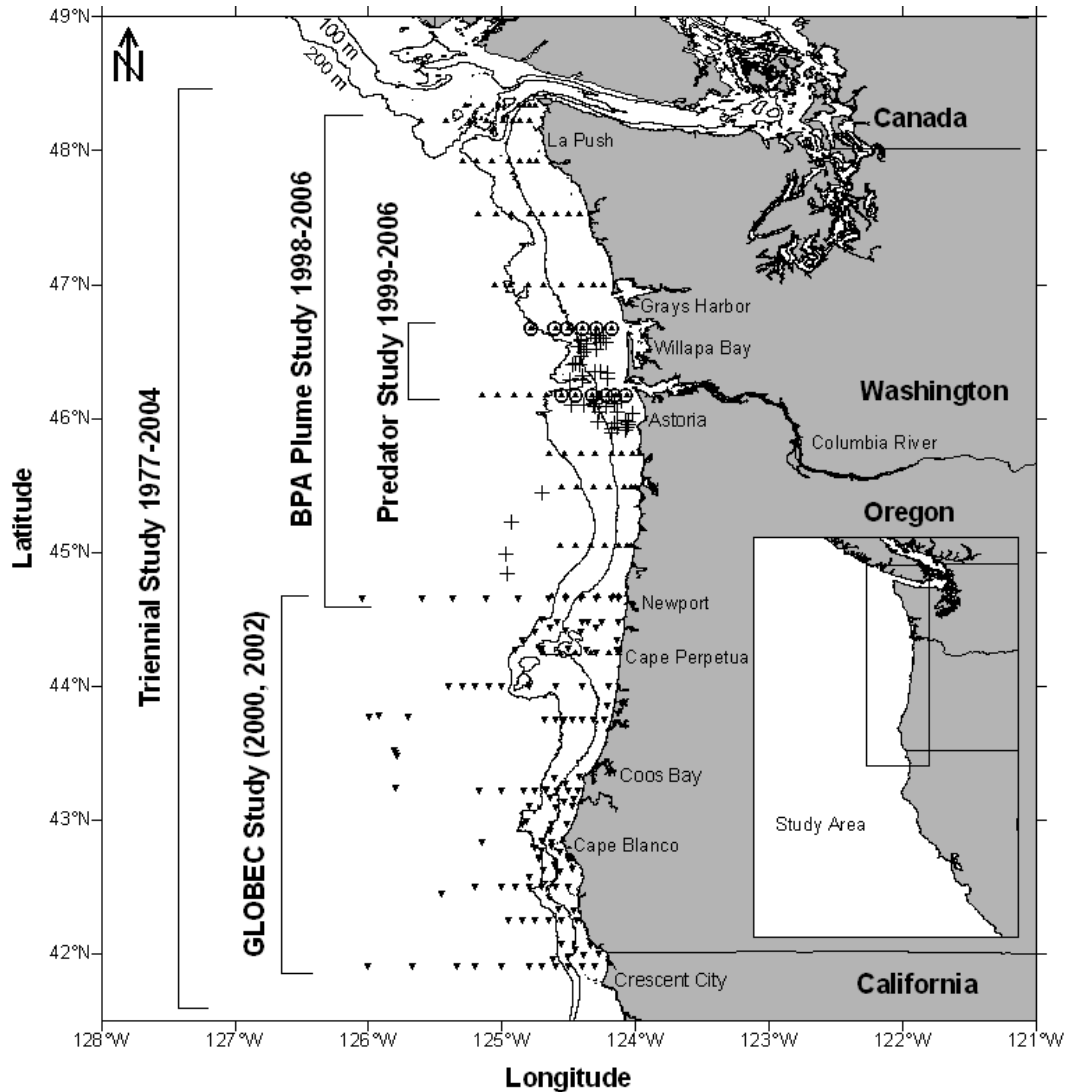 49°N
48°N
47°N
46°N
45°N
44°N
43°N
42°N
Latitude
N
100 m
200 m
Triennial Study 1977-2004
BPA Plume Study 1998-2006
Predator Study 1999-2006
GLOBEC Study (2000, 2002)
Canada
La Push
Grays Harbor
Willapa Bay
Washington
Astoria
Columbia River
Oregon
Newport
Cape Perpetua
Coos Bay
Cape Blanco
Study Area
Crescent City
California
128°W 127°W 126°W 125°W 124°W 123°W 122°W 121°W
Longitude